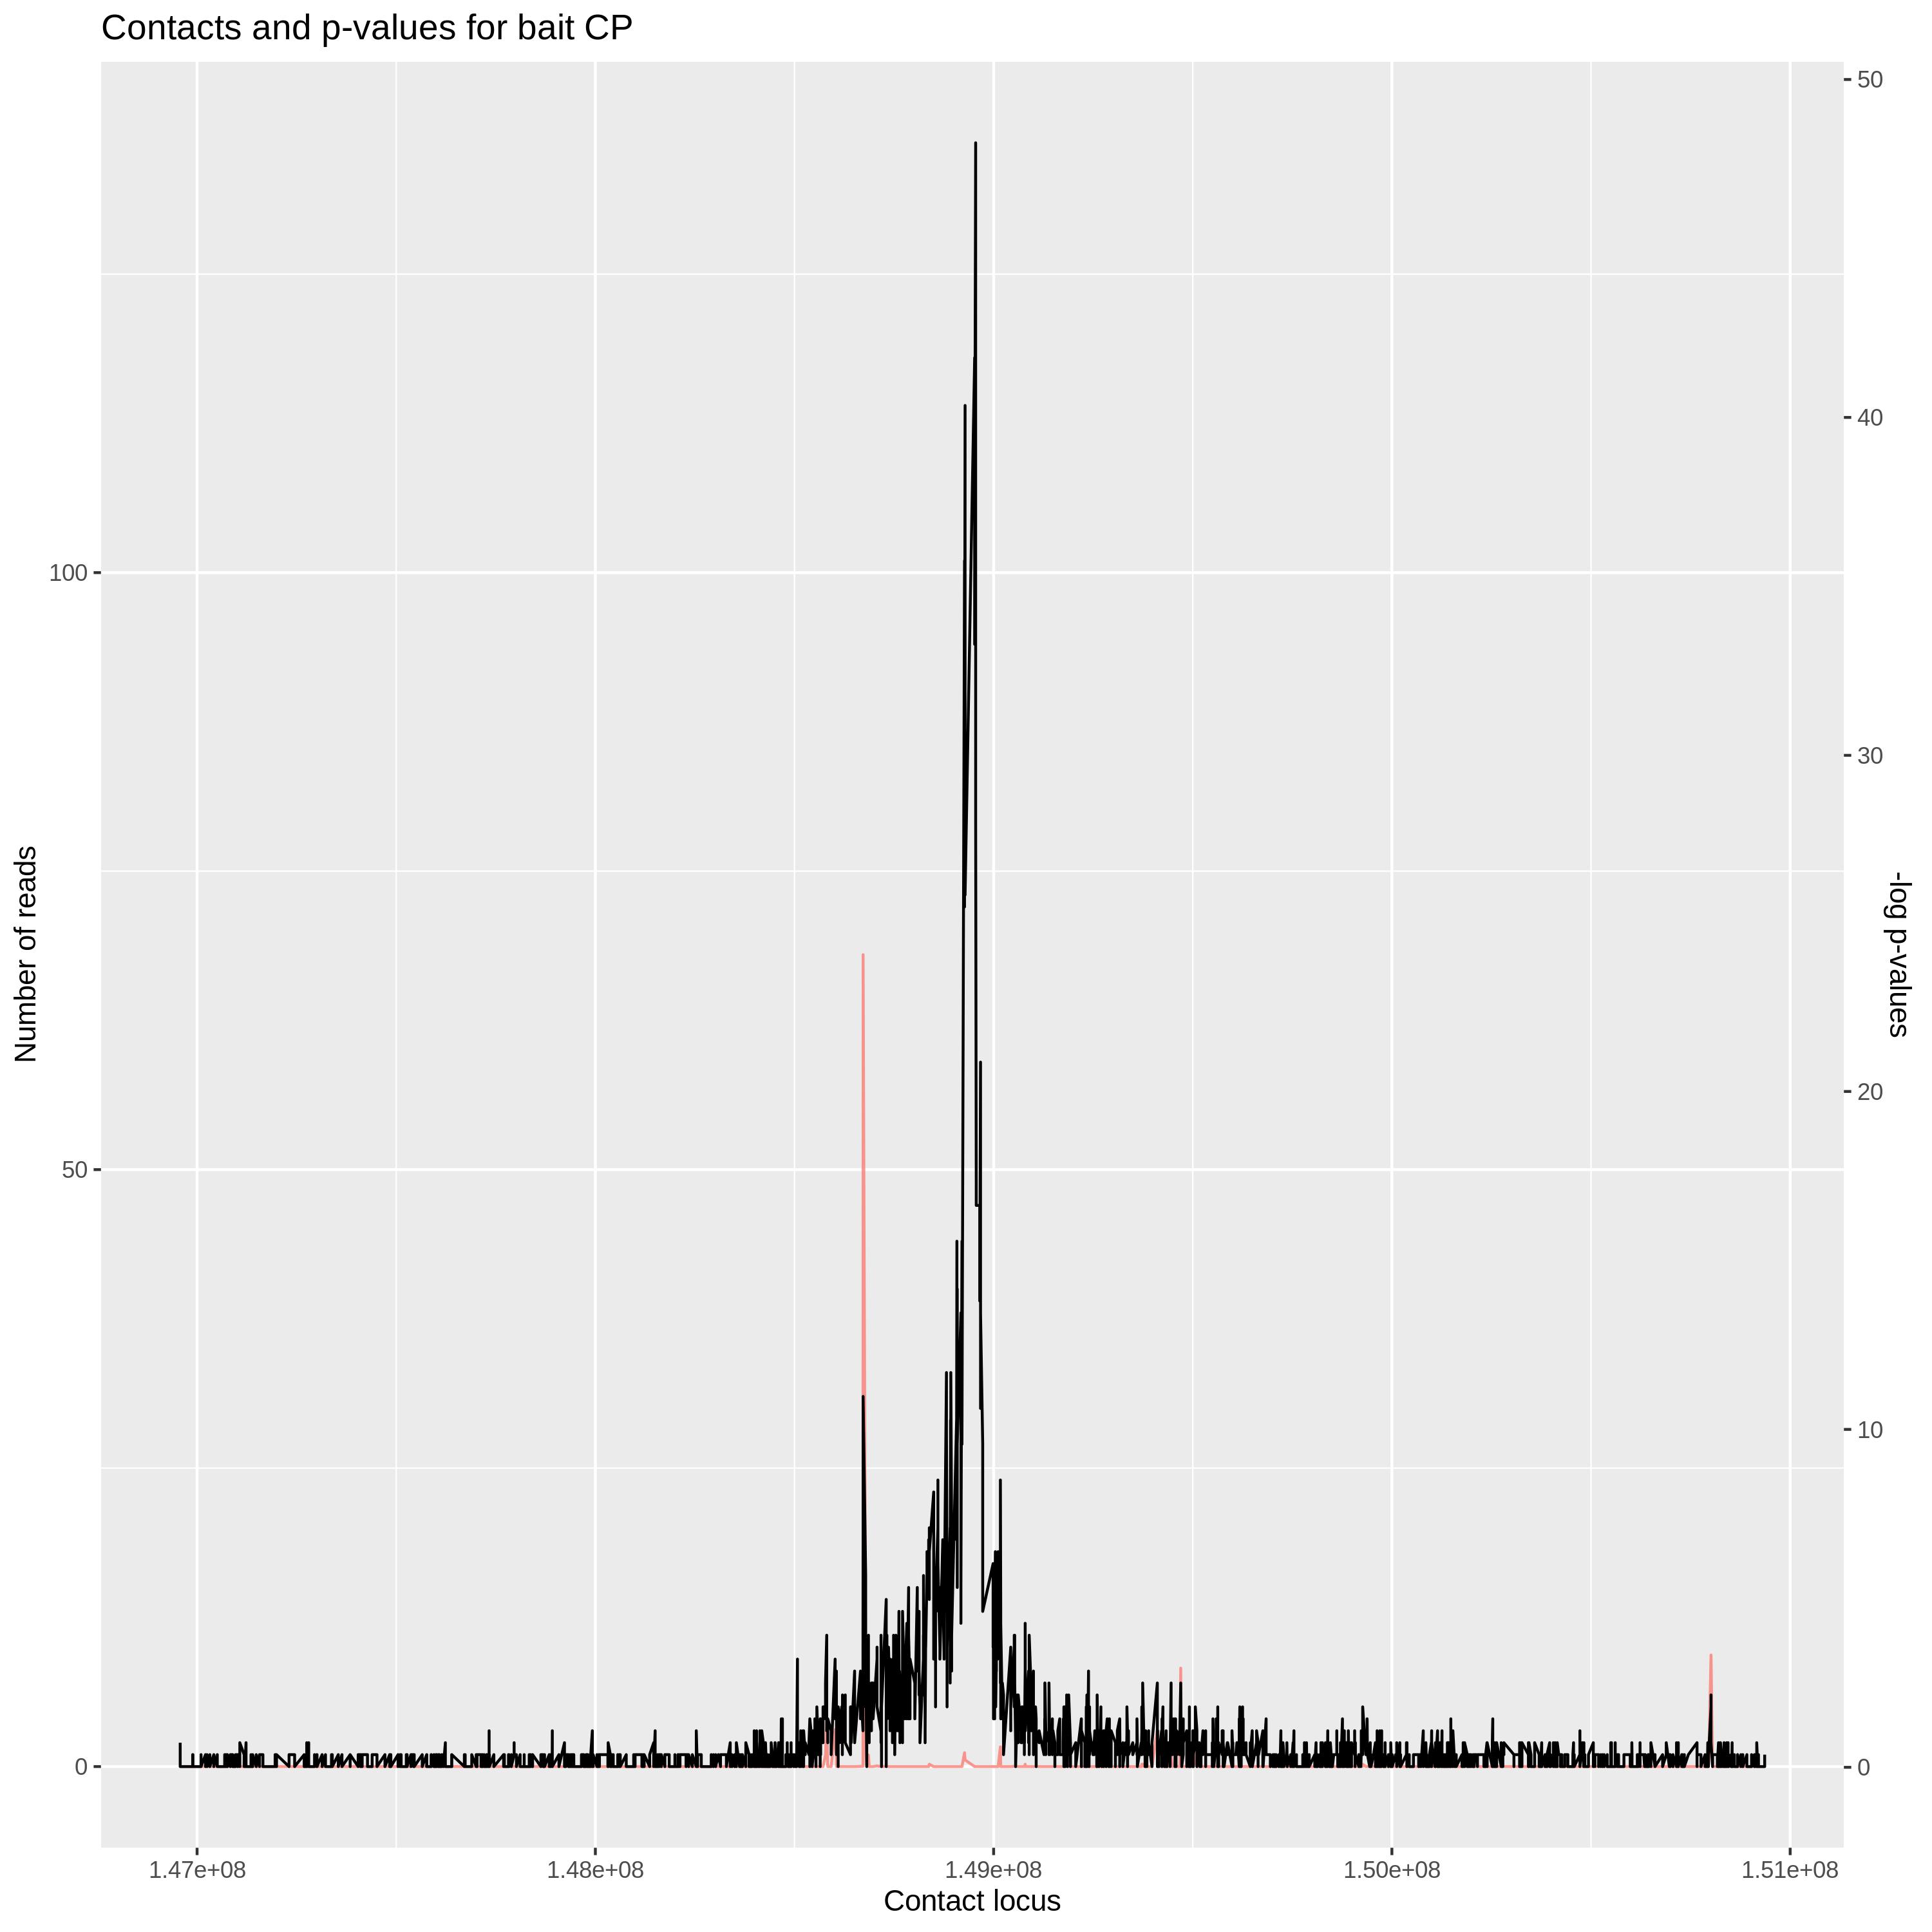 Contacts and p-values for bait CP
50
40
30
20
10
0
-log p-values
100
50
0
Number of reads
1.47e+08
1.48e+08
1.49e+08
1.50e+08
1.51e+08
Contact locus